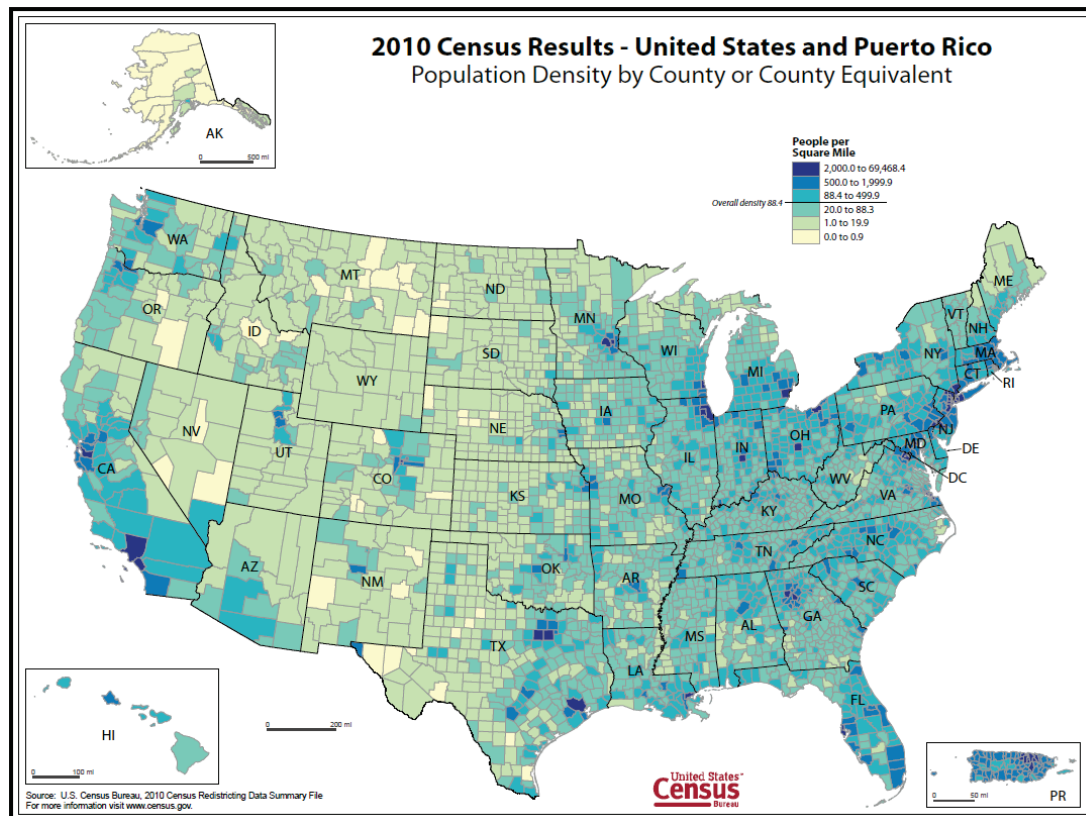 2010 Census Results - United States and Puerto Rico
Population Density by County or County Equivalent
AK
0 500 mi
People per
Square Mile
2,000.0 to 69,468.4
500.0 to 1,999.9
88.4 to 499.9
Overall density 88.4
20.0 to 88.3
1.0 to 19.9
0.0 to 0.9
WA
MT
ND
MN
ME
OR
ID
SD
WI
MI
NY
VT
NH
MA
CT
RI
WY
IA
PA
NJ
NV
NE
IL
IN
OH
MD
DE
DC
CA
UT
CO
KS
MO
WV
VA
KY
AZ
NM
OK
AR
TN
NC
SC
TX
LA
MS
AL
GA
FL
HI
0 100 mi
0 200 mi
United States™
Census
Bureau
0 50 mi
PR
Source: U.S. Census Bureau, 2010 Census Redistricting Data Summary File
For more information visit www.census.gov.